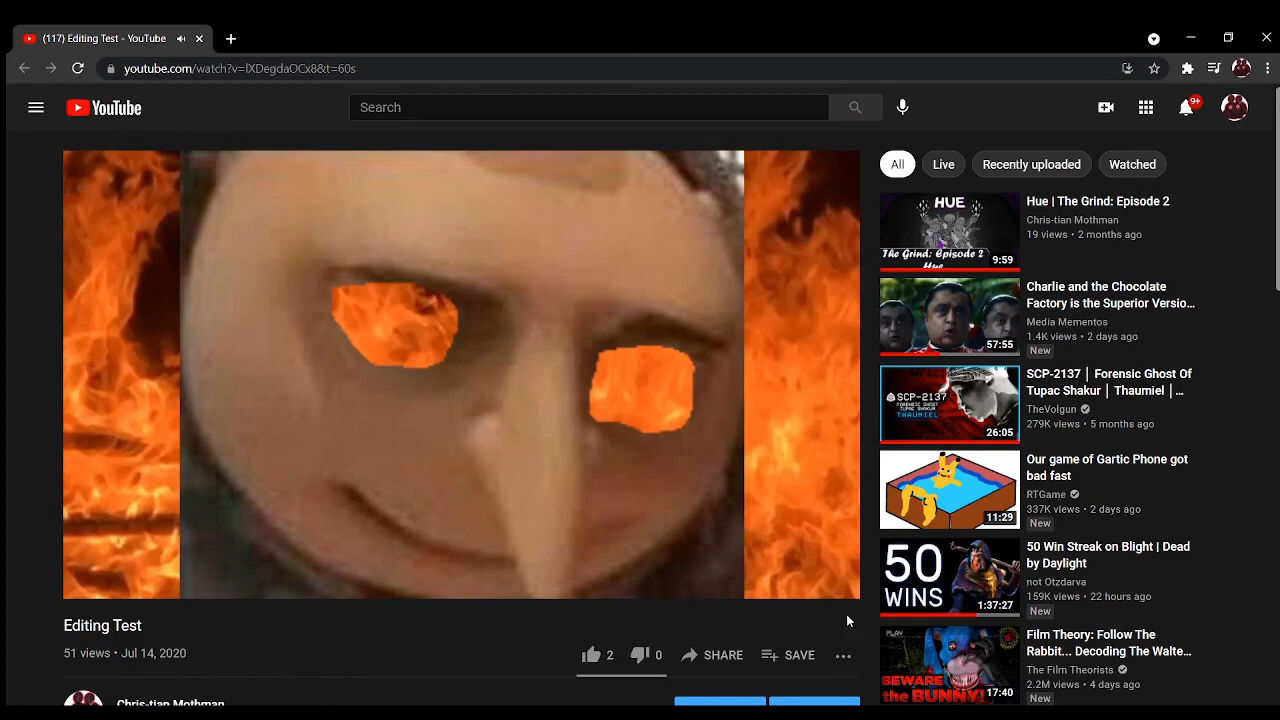 (117) Editing Test - YouTube
youtube.com/watch?v=lXDegdaOCx8&t=60s
YouTube
Search
9+
All
Live
Recently uploaded
Watched
HUE
The Grind: Episode 2
Hue
9:59
Hue | The Grind: Episode 2
Chris-tian Mothman
19 views • 2 months ago
57:55
Charlie and the Chocolate
Factory is the Superior Versio...
Media Mementos
1.4K views • 2 days ago
New
SCP-2137
FORENSIC GHOST
TUPAC SHAKUR
THAUMIEL
26:05
SCP-2137 │ Forensic Ghost Of
Tupac Shakur │ Thaumiel │...
TheVolgun
279K views • 5 months ago
11:29
Our game of Gartic Phone got
bad fast
RTGame
337K views • 2 days ago
New
50
WINS
1:37:27
50 Win Streak on Blight | Dead
by Daylight
not Otzdarva
159K views • 22 hours ago
New
PLAY
BEWARE
the BUNNY!
17:40
Film Theory: Follow The
Rabbit... Decoding The Walte...
The Film Theorists
2.2M views • 4 days ago
New
Editing Test
51 views • Jul 14, 2020
2
0
SHARE
SAVE
Chris-tian Mothman